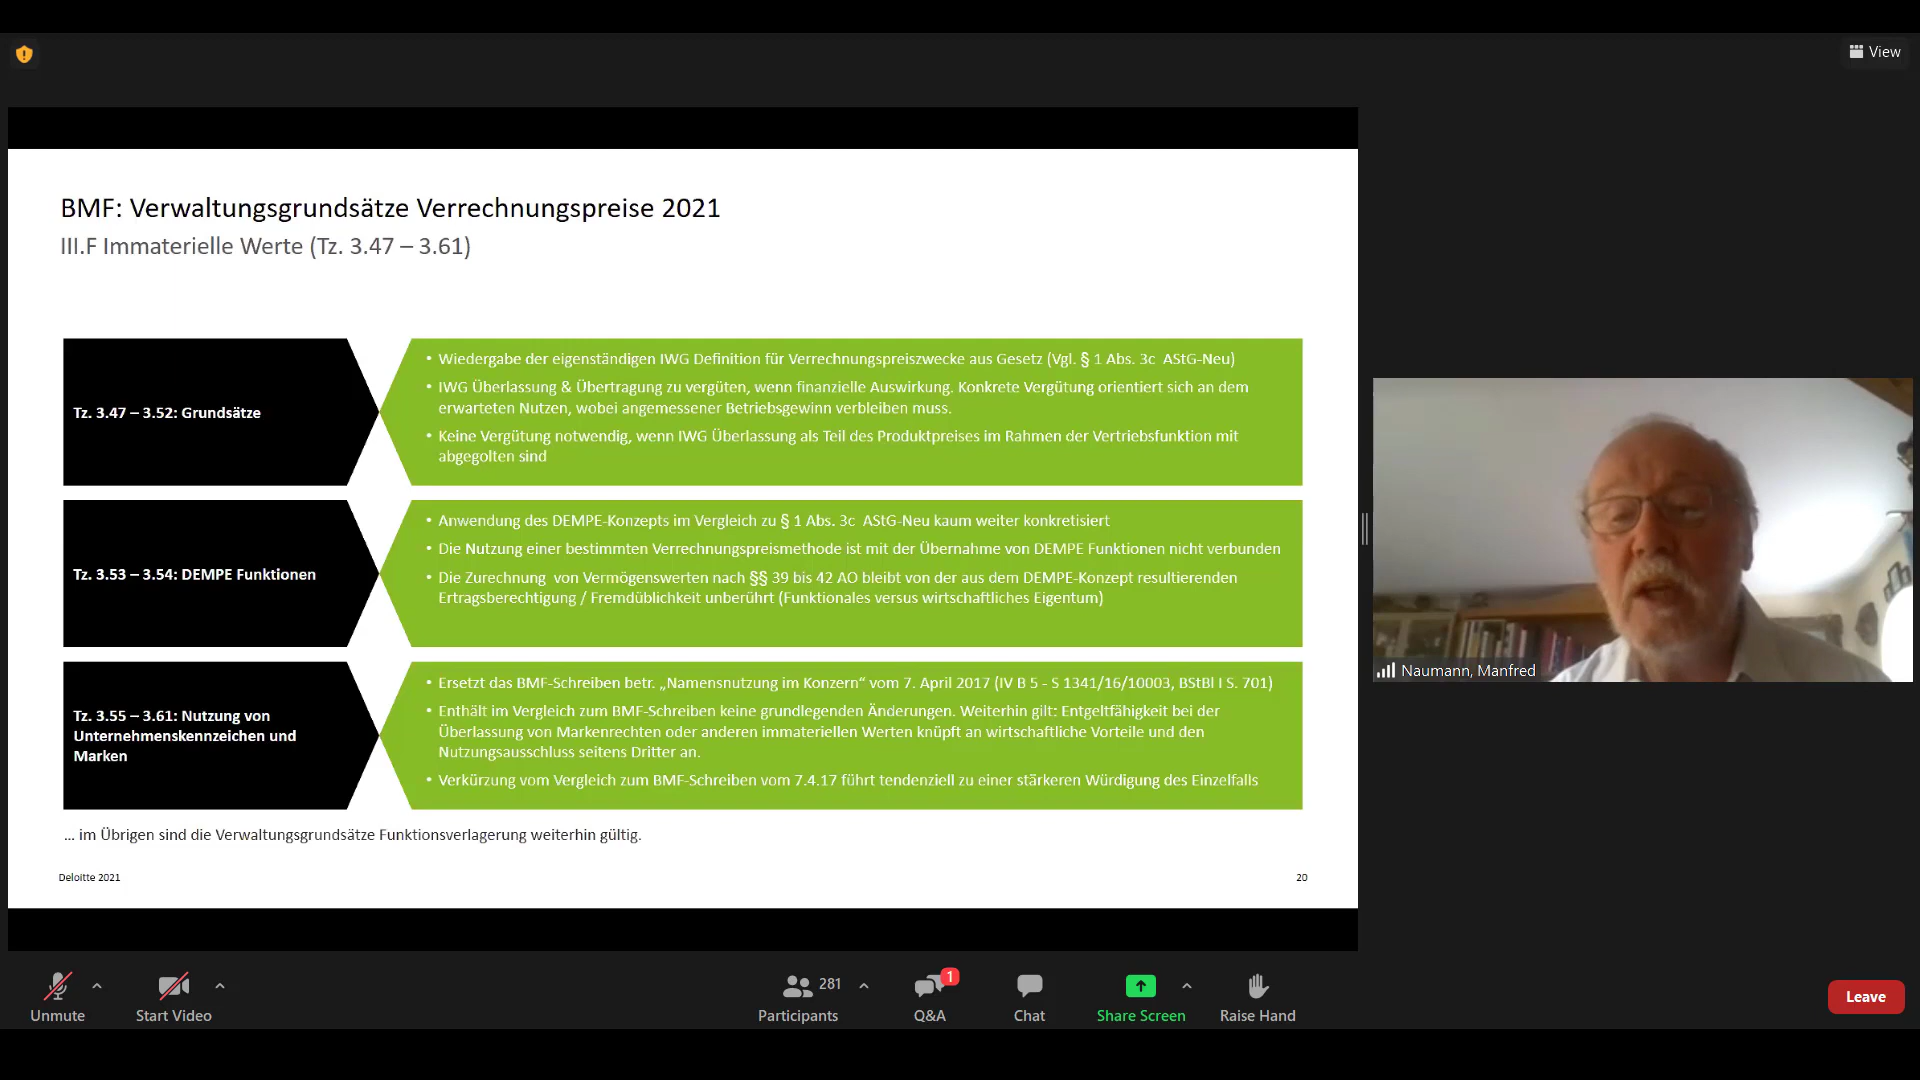 View
BMF: Verwaltungsgrundsätze Verrechnungspreise 2021
III.F Immaterielle Werte (Tz. 3.47 – 3.61)
Tz. 3.47 – 3.52: Grundsätze
• Wiedergabe der eigenständigen IWG Definition für Verrechnungspreiszwecke aus Gesetz (Vgl. § 1 Abs. 3c AStG-Neu)
• IWG Überlassung & Übertragung zu vergüten, wenn finanzielle Auswirkung. Konkrete Vergütung orientiert sich an dem
erwarteten Nutzen, wobei angemessener Betriebsgewinn verbleiben muss.
• Keine Vergütung notwendig, wenn IWG Überlassung als Teil des Produktpreises im Rahmen der Vertriebsfunktion mit
abgegolten sind
Tz. 3.53 – 3.54: DEMPE Funktionen
• Anwendung des DEMPE-Konzepts im Vergleich zu § 1 Abs. 3c AStG-Neu kaum weiter konkretisiert
• Die Nutzung einer bestimmten Verrechnungspreismethode ist mit der Übernahme von DEMPE Funktionen nicht verbunden
• Die Zurechnung von Vermögenswerten nach §§ 39 bis 42 AO bleibt von der aus dem DEMPE-Konzept resultierenden
Ertragsberechtigung / Fremdüblichkeit unberührt (Funktionales versus wirtschaftliches Eigentum)
Tz. 3.55 – 3.61: Nutzung von
Unternehmenskennzeichen und
Marken
• Ersetzt das BMF-Schreiben betr. „Namensnutzung im Konzern“ vom 7. April 2017 (IV B 5 - S 1341/16/10003, BStBl I S. 701)
• Enthält im Vergleich zum BMF-Schreiben keine grundlegenden Änderungen. Weiterhin gilt: Entgeltfähigkeit bei der
Überlassung von Markenrechten oder anderen immateriellen Werten knüpft an wirtschaftliche Vorteile und den
Nutzungsausschluss seitens Dritter an.
• Verkürzung vom Vergleich zum BMF-Schreiben vom 7.4.17 führt tendenziell zu einer stärkeren Würdigung des Einzelfalls
... im Übrigen sind die Verwaltungsgrundsätze Funktionsverlagerung weiterhin gültig.
Deloitte 2021
20
Naumann, Manfred
Unmute
Start Video
281
Participants
1
Q&A
Chat
Share Screen
Raise Hand
Leave